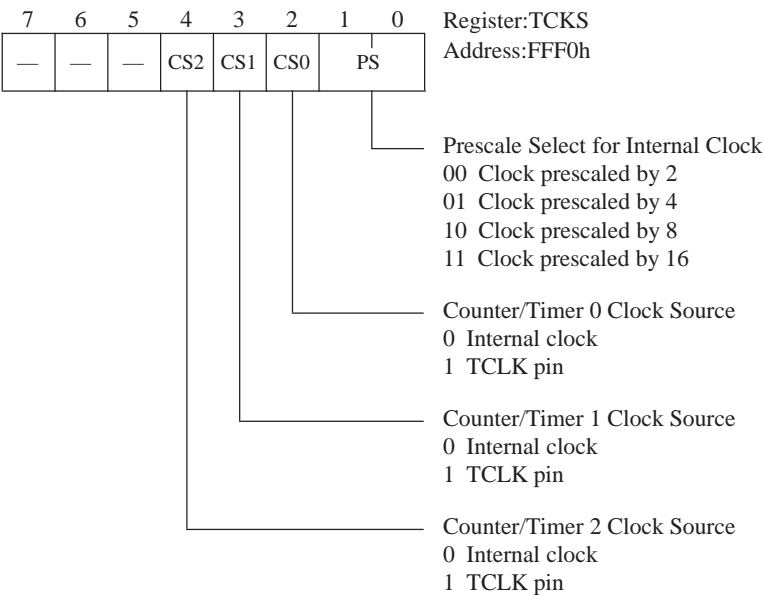 7 6 5 4 3 2 1 0 Register:TCKS
— — — CS2 CS1 CS0 PS Address:FFF0h
Prescale Select for Internal Clock
00 Clock prescaled by 2
01 Clock prescaled by 4
10 Clock prescaled by 8
11 Clock prescaled by 16
Counter/Timer 0 Clock Source
0 Internal clock
1 TCLK pin
Counter/Timer 1 Clock Source
0 Internal clock
1 TCLK pin
Counter/Timer 2 Clock Source
0 Internal clock
1 TCLK pin